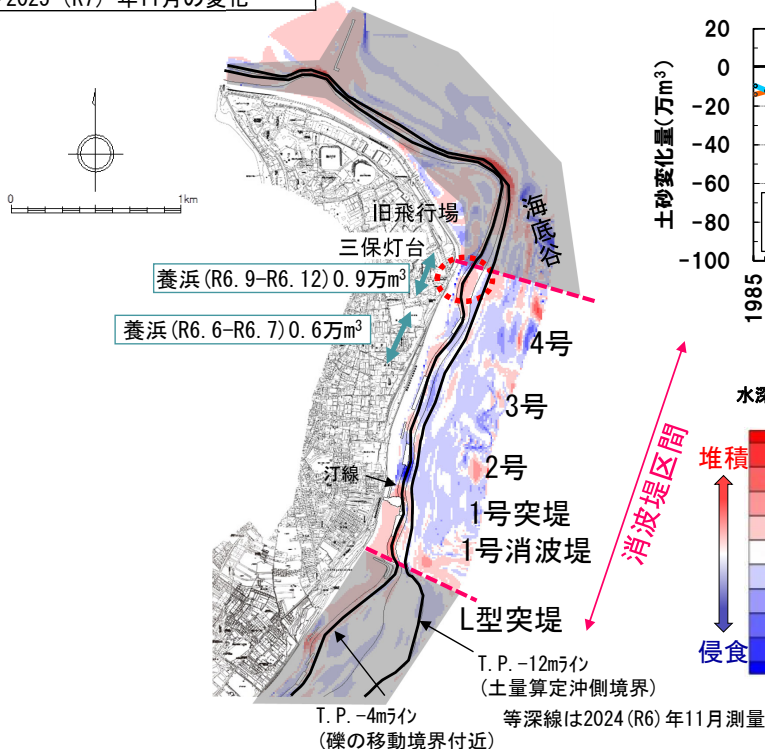 2025 (R7) 年11月の変化
0
1km
旧飛行場
三保灯台
海底谷
養浜(R6.9-R6.12)0.9万m³
養浜(R6.6-R6.7)0.6万m³
4号
3号
2号
汀線
1号突堤
1号消波堤
消波堤区間
L型突堤
T.P.-12mライン
(土量算定沖側境界)
T.P.-4mライン
(礫の移動境界付近)
等深線は2024(R6)年11月測量
土砂変化量(万m³)
20
0
-20
-40
-60
-80
-100
1985
水深
堆積
侵食